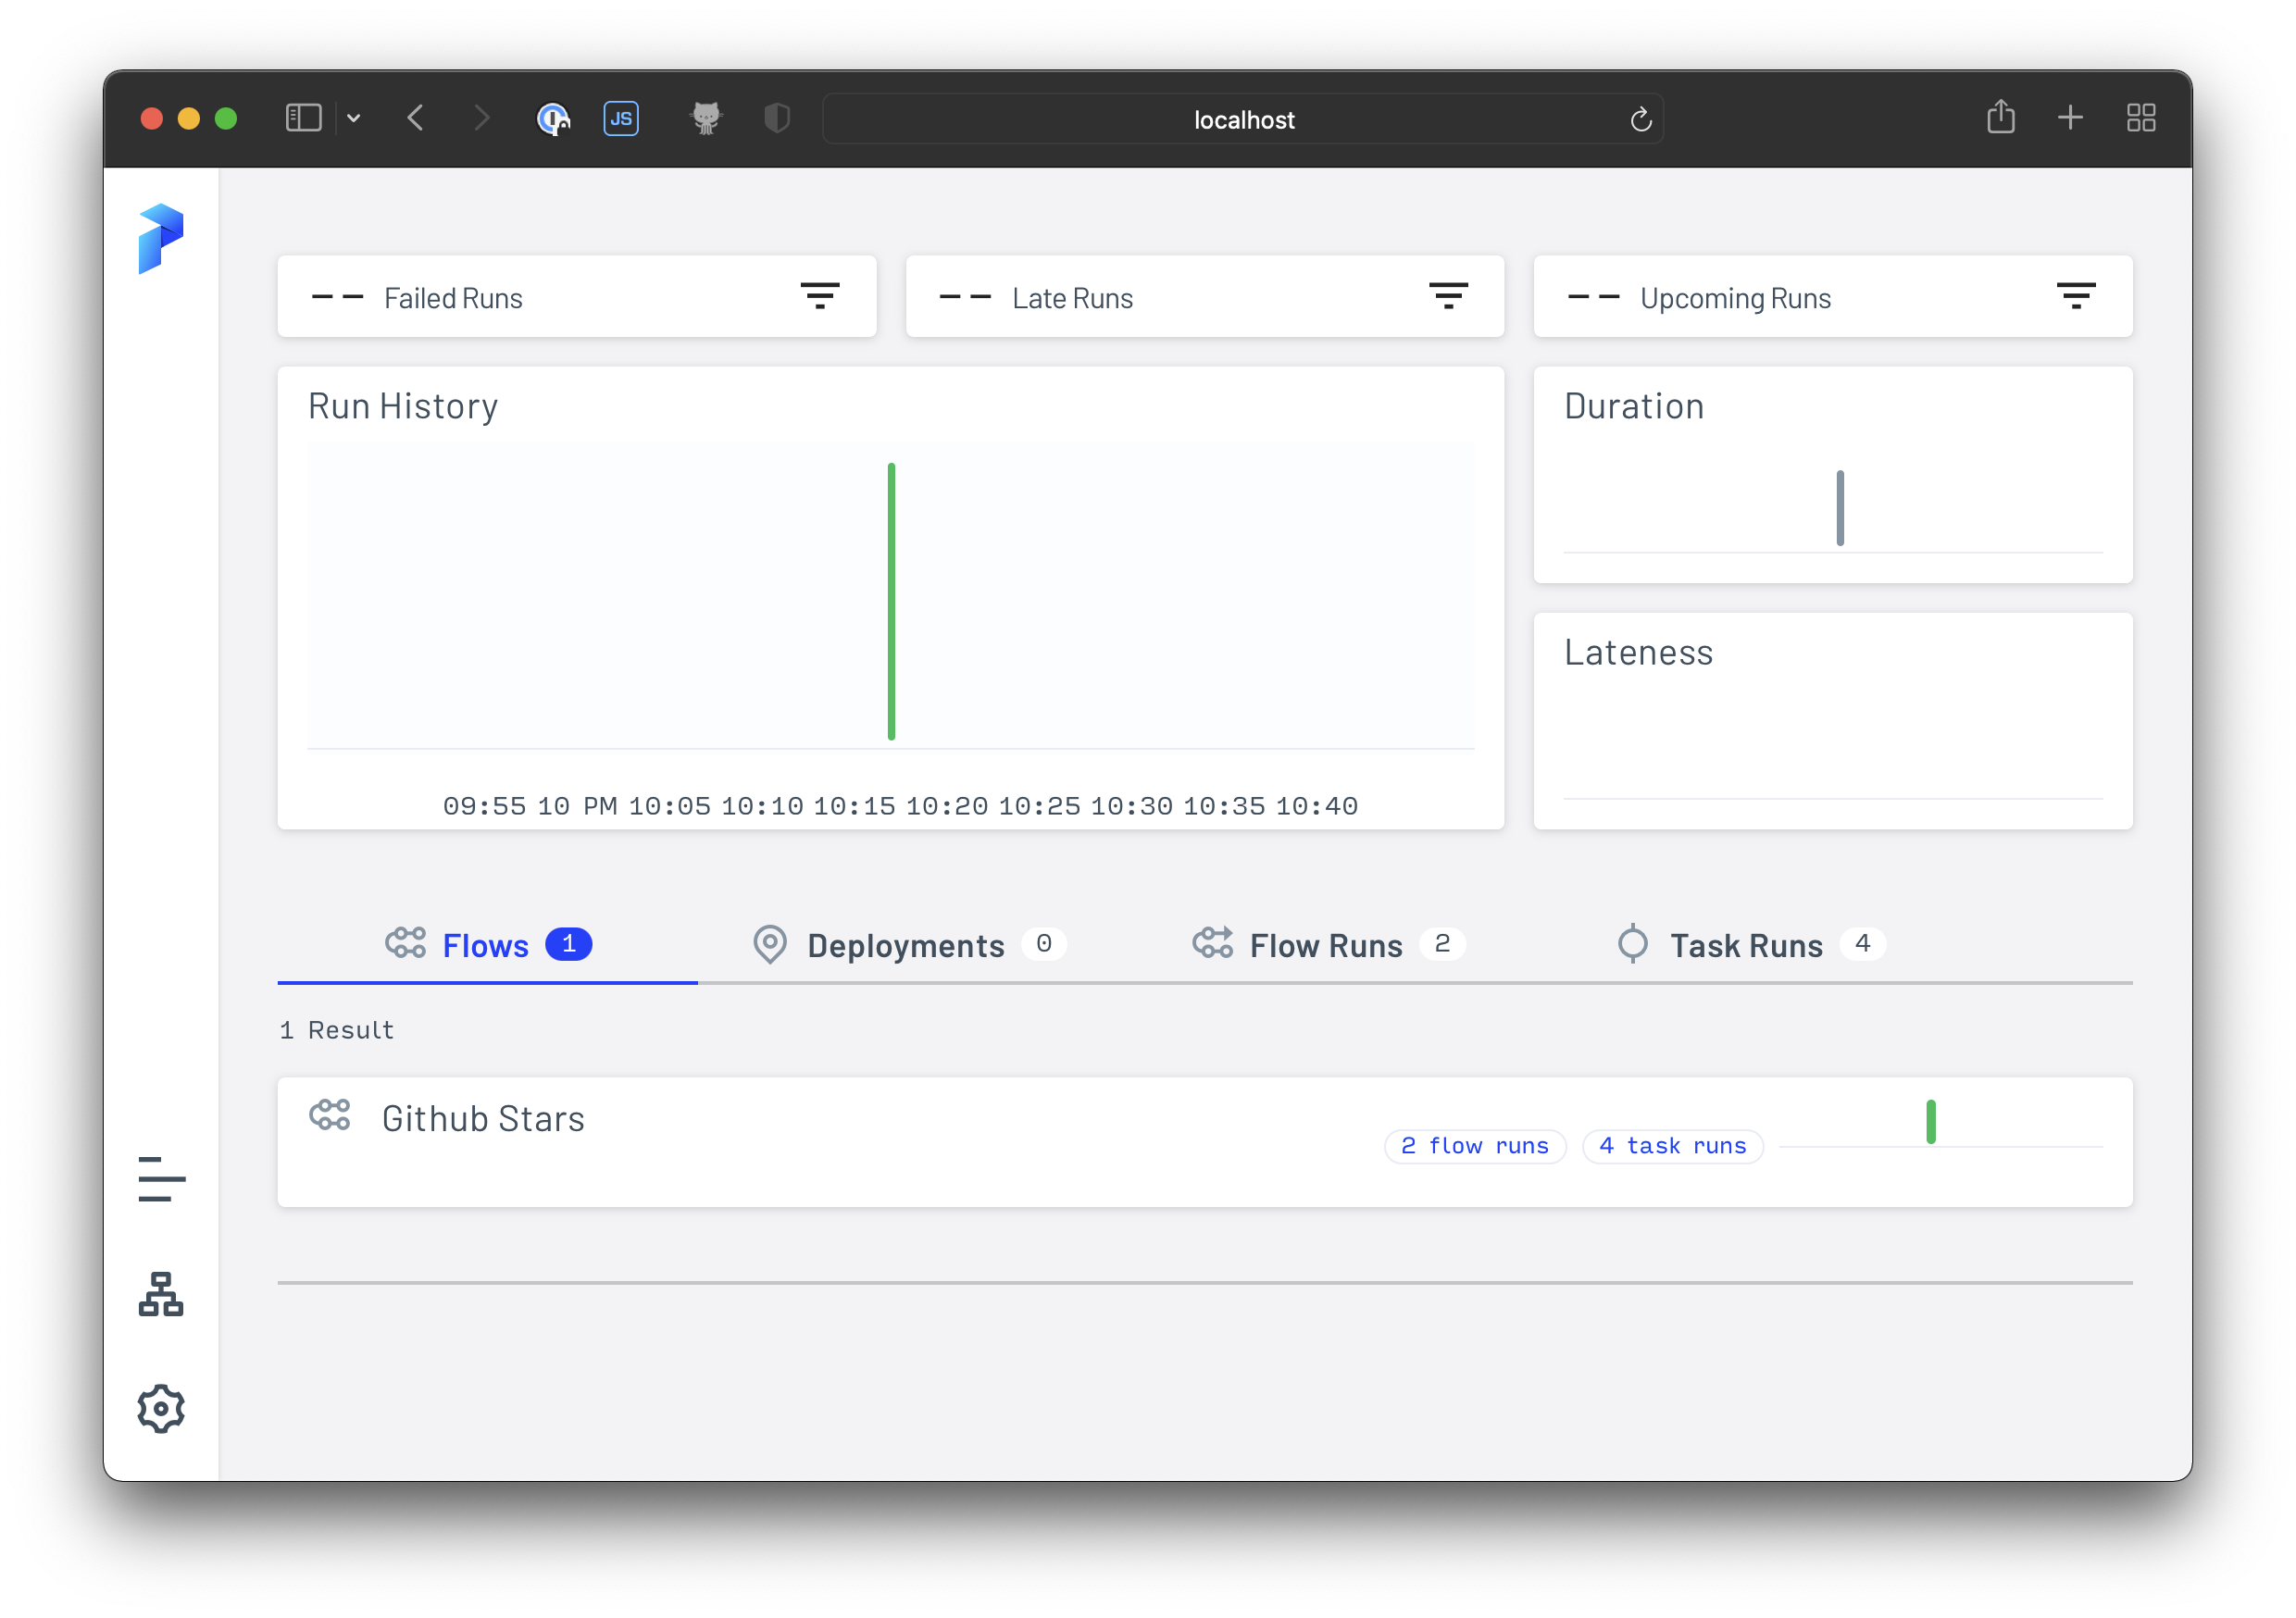 JS
localhost
-- Failed Runs
-- Late Runs
-- Upcoming Runs
Run History
09:55 10 PM 10:05 10:10 10:15 10:20 10:25 10:30 10:35 10:40
Duration
Lateness
Flows 1
Deployments 0
Flow Runs 2
Task Runs 4
1 Result
Github Stars
2 flow runs
4 task runs